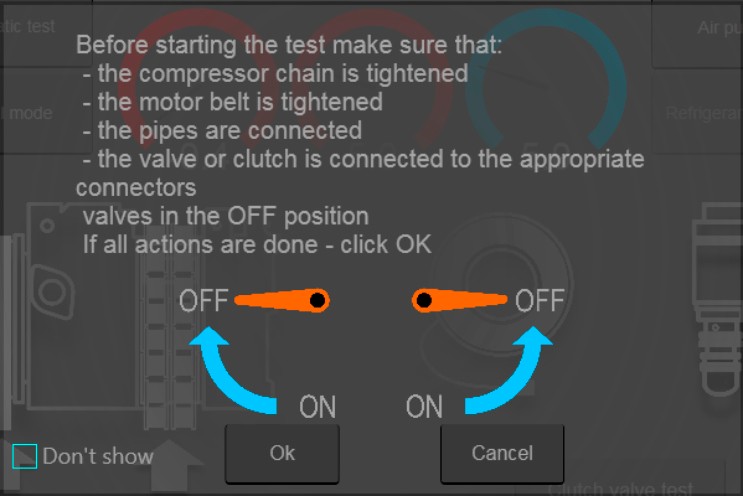 tic test
Air pu
Before starting the test make sure that:
- the compressor chain is tightened
- the motor belt is tightened
t mode
Refrigeran
- the pipes are connected
- the valve or clutch is connected to the appropriate
connectors
valves in the OFF position
If all actions are done - click OK
OFF
OFF
ON
ON
Don't show
Ok
Cancel
Clutch valve test